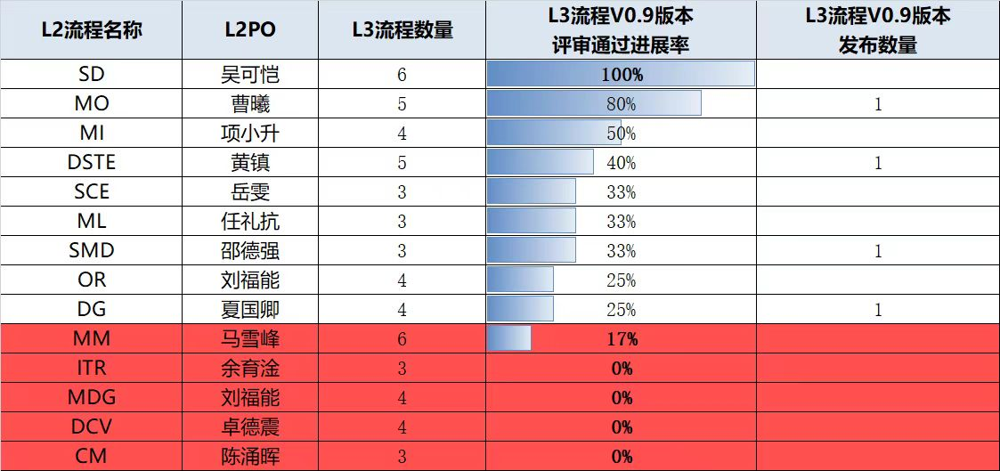 L2流程名称 L2PO L3流程数量 L3流程V0.9版本 L3流程V0.9版本
评审通过进展率 发布数量
SD 吴可恺 6 100%
MO 曹曦 5 80% 1
MI 项小升 4 50%
DSTE 黄镇 5 40% 1
SCE 岳雯 3 33%
ML 任礼抗 3 33%
SMD 邵德强 3 33% 1
OR 刘福能 4 25%
DG 夏国卿 4 25% 1
MM 马雪峰 6 17%
ITR 余育淦 3 0%
MDG 刘福能 4 0%
DCV 卓德震 4 0%
CM 陈涌晖 3 0%